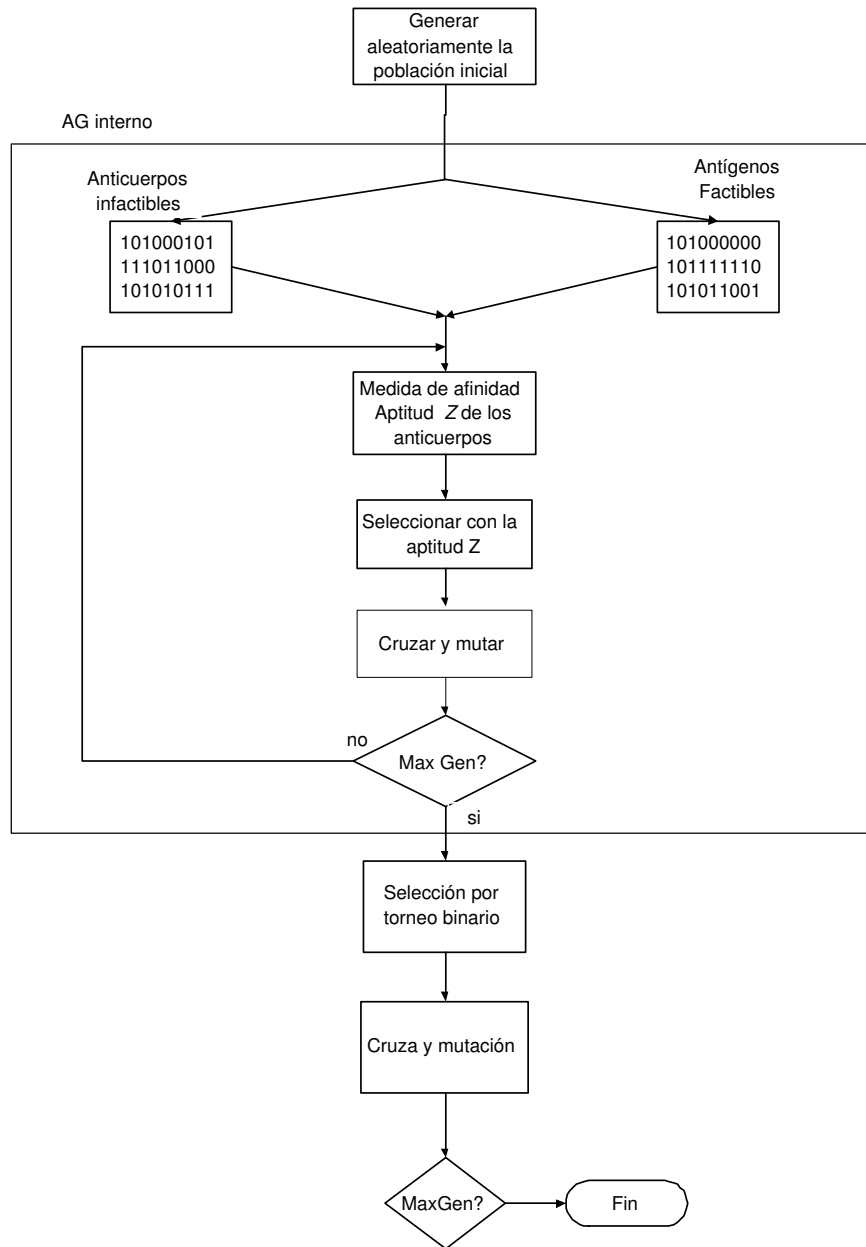 Generar
aleatoriamente la
población inicial
AG interno
Anticuerpos
infactibles
Antígenos
Factibles
101000101
111011000
101010111
101000000
101111110
101011001
Medida de afinidad
Aptitud Z de los
anticuerpos
Seleccionar con la
aptitud Z
Cruzar y mutar
no
Max Gen?
si
Selección por
torneo binario
Cruza y mutación
MaxGen?
Fin